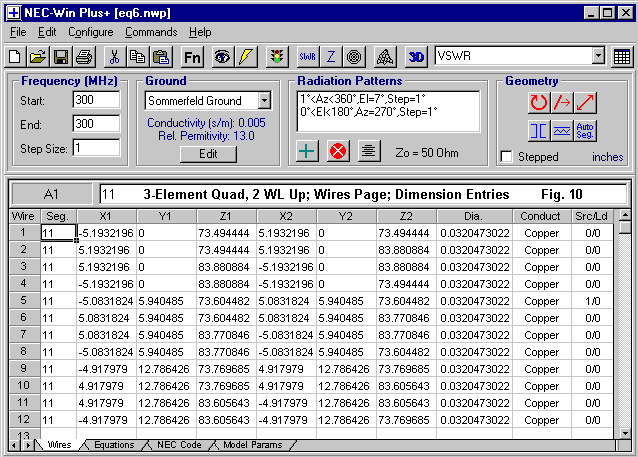 NEC-Win Plus+ [eq6.nwp]
File Edit Configure Commands Help
Fn SWR Z 3D VSWR
Frequency (MHz)
Start: 300
End: 300
Step Size: 1
Ground
Sommerfeld Ground
Conductivity (s/m): 0.005
Rel. Permitivity: 13.0
Edit
Radiation Patterns
1°<Az<360°,El=7°,Step=1°
0°<El<180°,Az=270°,Step=1°
Zo = 50 Ohm
Geometry
Auto Seg.
Stepped inches
A1 11 3-Element Quad, 2 WL Up; Wires Page; Dimension Entries Fig. 10
Wire Seg. X1 Y1 Z1 X2 Y2 Z2 Dia. Conduct Src/Ld
1 11 -5.1932196 0 73.494444 5.1932196 0 73.494444 0.0320473022 Copper 0/0
2 11 5.1932196 0 73.494444 5.1932196 0 83.880884 0.0320473022 Copper 0/0
3 11 5.1932196 0 83.880884 -5.1932196 0 83.880884 0.0320473022 Copper 0/0
4 11 -5.1932196 0 83.880884 -5.1932196 0 73.494444 0.0320473022 Copper 0/0
5 11 -5.0831824 5.940485 73.604482 5.0831824 5.940485 73.604482 0.0320473022 Copper 1/0
6 11 5.0831824 5.940485 73.604482 5.0831824 5.940485 83.770846 0.0320473022 Copper 0/0
7 11 5.0831824 5.940485 83.770846 -5.0831824 5.940485 83.770846 0.0320473022 Copper 0/0
8 11 -5.0831824 5.940485 83.770846 -5.0831824 5.940485 73.604482 0.0320473022 Copper 0/0
9 11 -4.917979 12.786426 73.769685 4.917979 12.786426 73.769685 0.0320473022 Copper 0/0
10 11 4.917979 12.786426 73.769685 4.917979 12.786426 83.605643 0.0320473022 Copper 0/0
11 11 4.917979 12.786426 83.605643 -4.917979 12.786426 83.605643 0.0320473022 Copper 0/0
12 11 -4.917979 12.786426 83.605643 -4.917979 12.786426 73.769685 0.0320473022 Copper 0/0
13
Wires Equations NEC Code Model Params